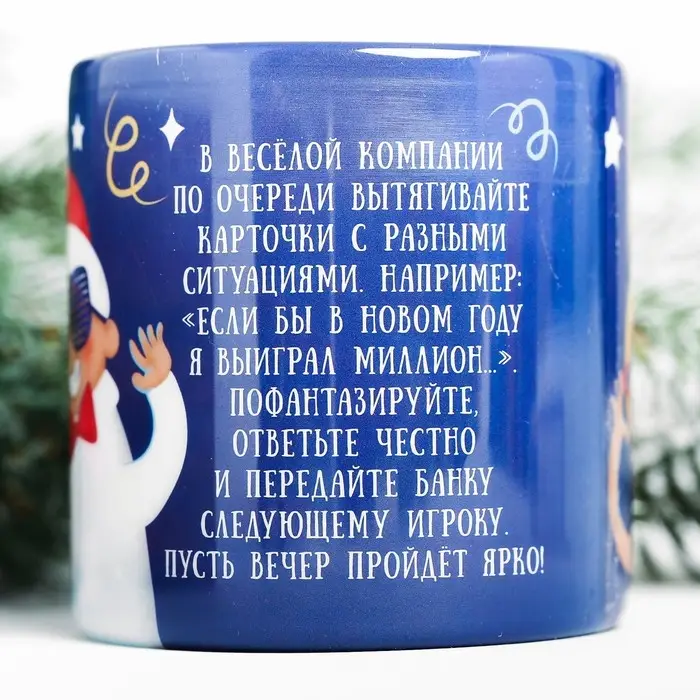 В ВЕСЁЛОЙ КОМПАНИИ
ПО ОЧЕРЕДИ ВЫТЯГИВАЙТЕ
КАРТОЧКИ С РАЗНЫМИ
СИТУАЦИЯМИ. НАПРИМЕР:
«ЕСЛИ БЫ В НОВОМ ГОДУ
Я ВЫИГРАЛ МИЛЛИОН...».
ПОФАНТАЗИРУЙТЕ,
ОТВЕТЬТЕ ЧЕСТНО
И ПЕРЕДАЙТЕ БАНКУ
СЛЕДУЮЩЕМУ ИГРОКУ.
ПУСТЬ ВЕЧЕР ПРОЙДЁТ ЯРКО!